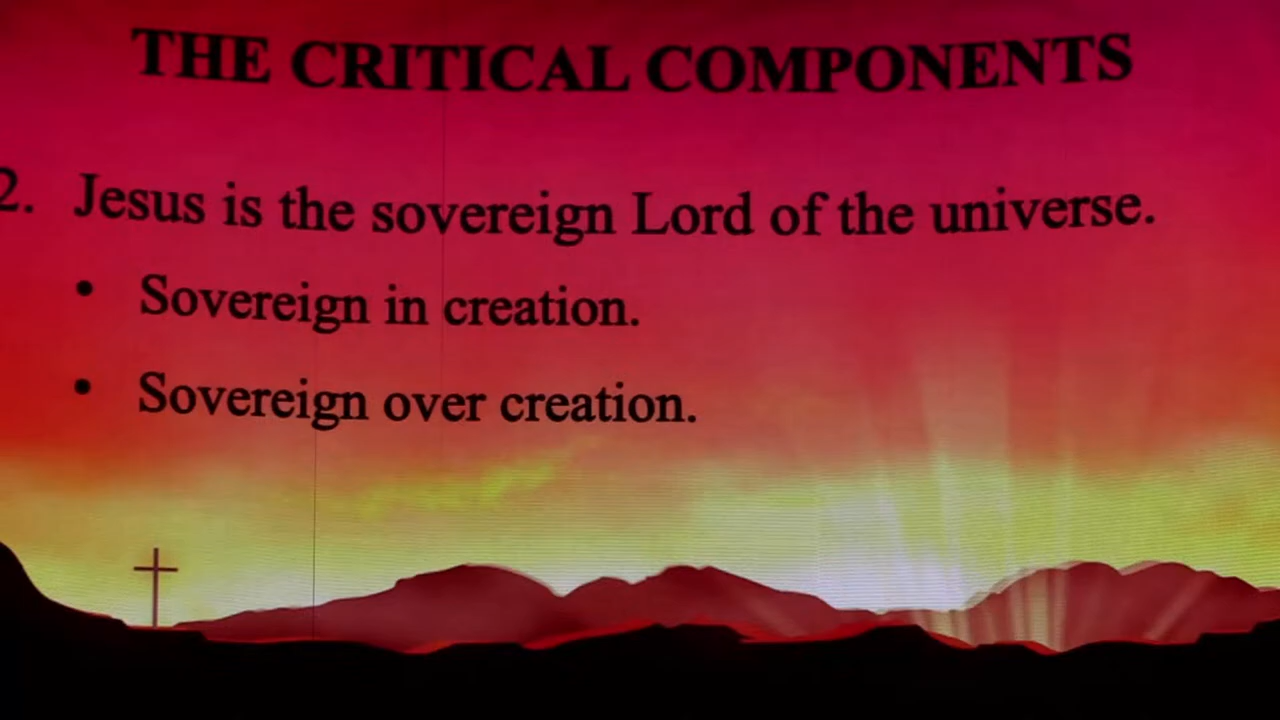 THE CRITICAL COMPONENTS
2. Jesus is the sovereign Lord of the universe.
• Sovereign in creation.
• Sovereign over creation.